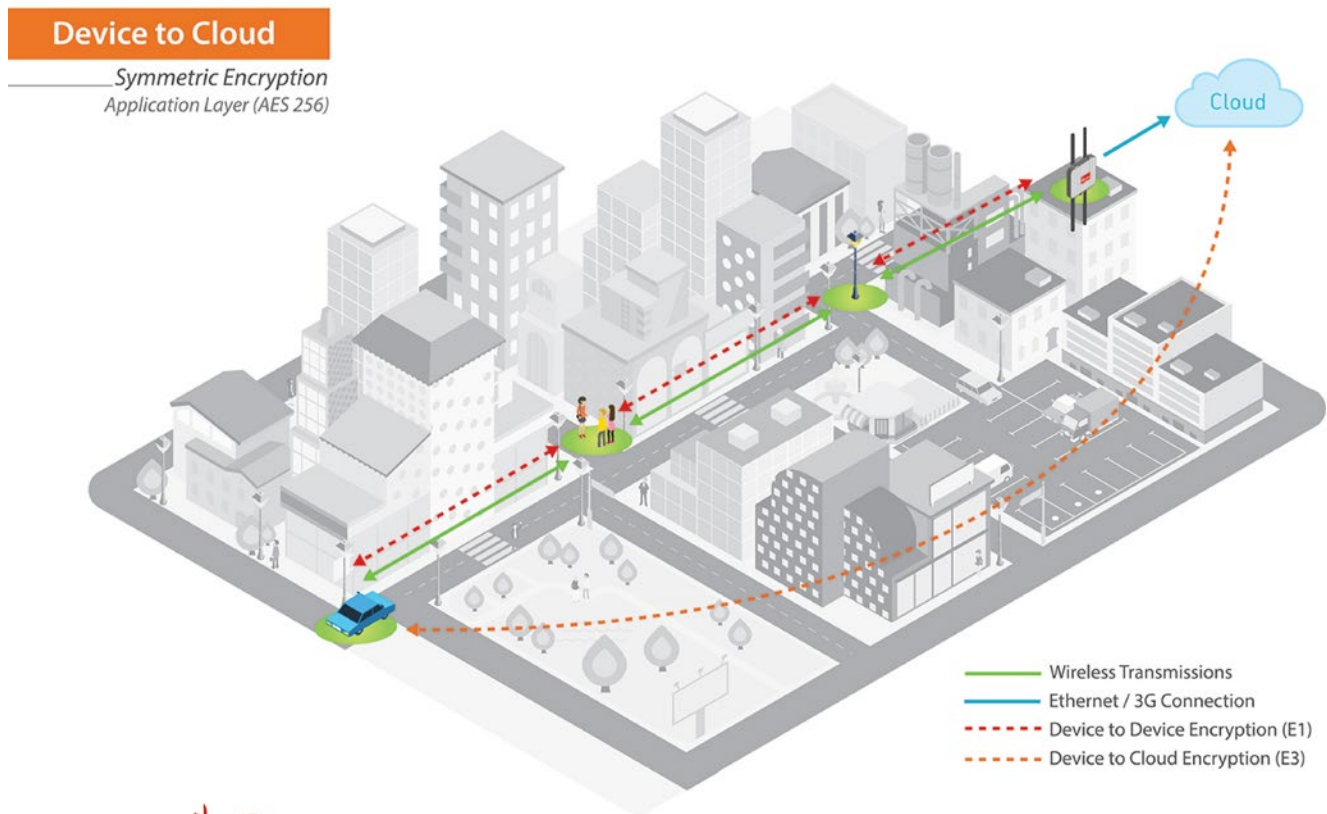 Device to Cloud
Symmetric Encryption
Application Layer (AES 256)
Cloud
Wireless Transmissions
Ethernet / 3G Connection
Device to Device Encryption (E1)
Device to Cloud Encryption (E3)